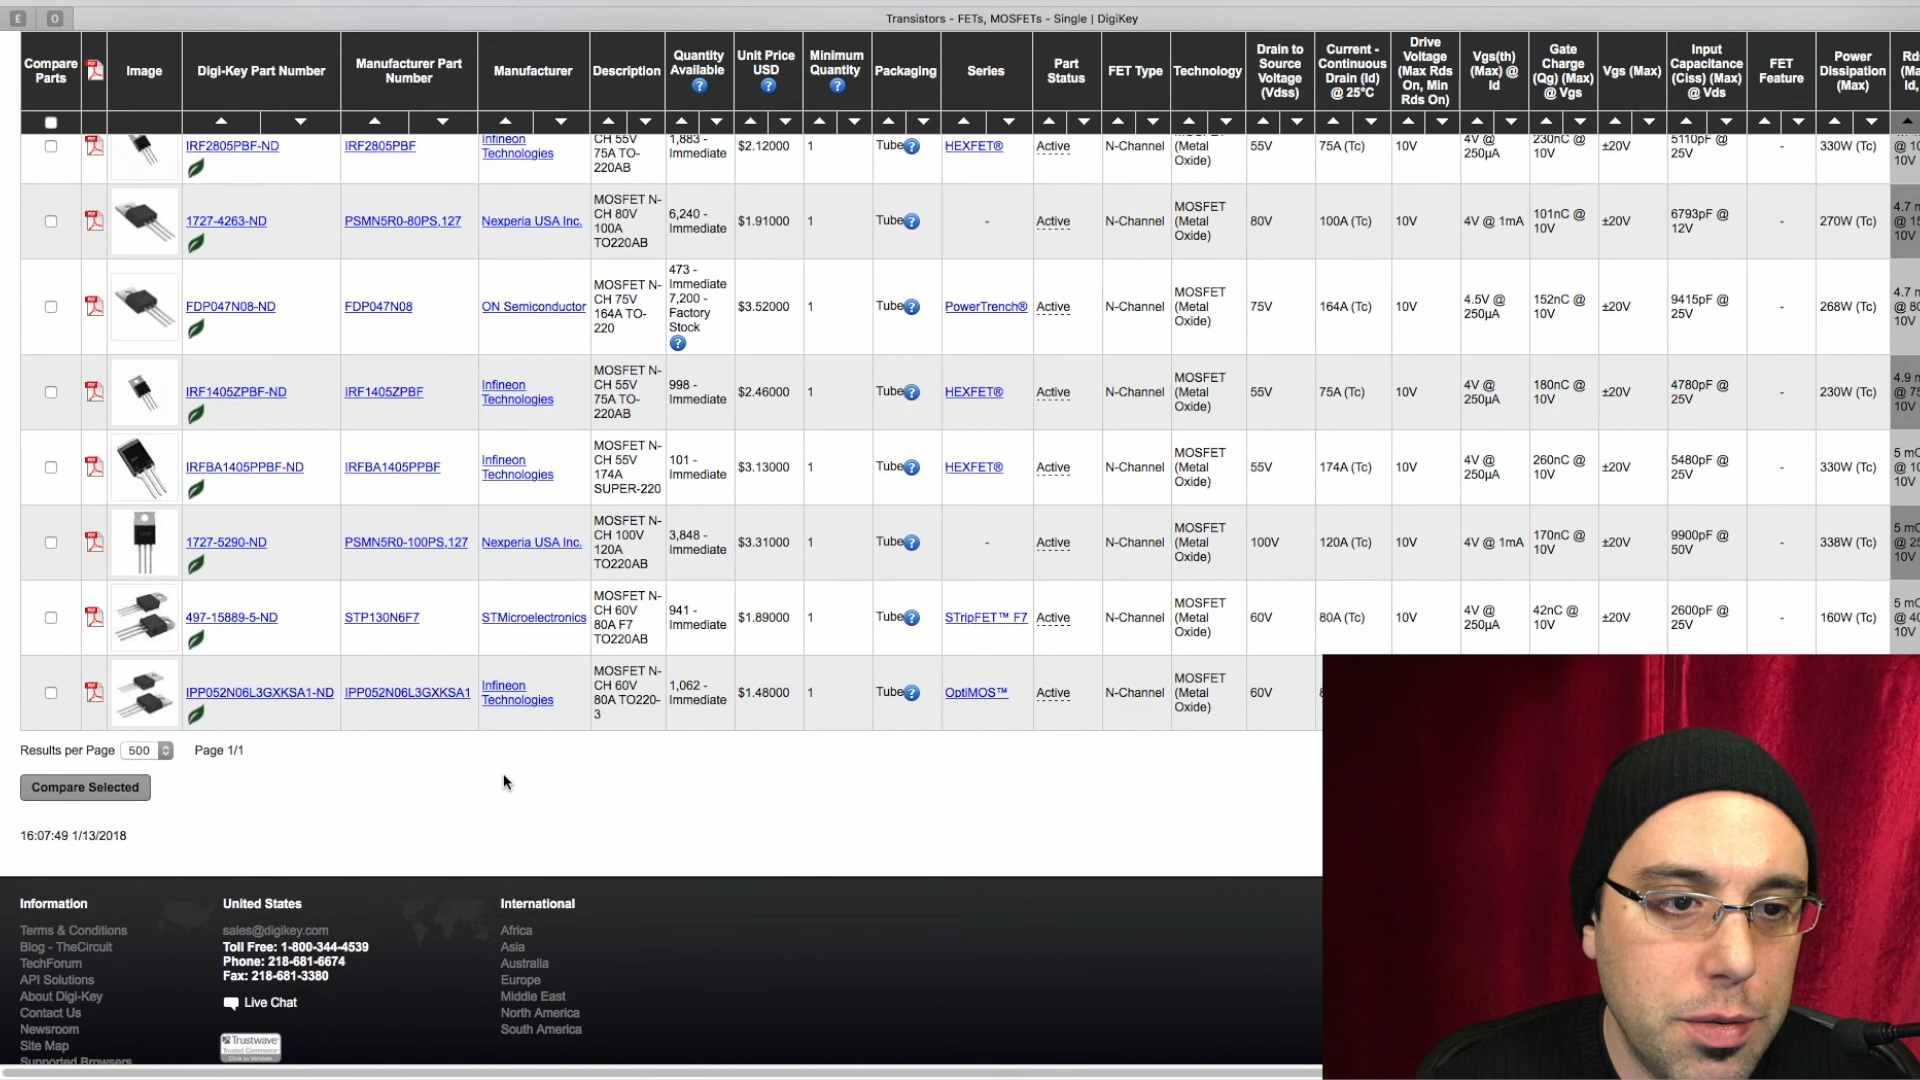 E
O
Transistors - FETs, MOSFETs - Single | DigiKey
Compare Parts
Image
Digi-Key Part Number
Manufacturer Part Number
Manufacturer
Description
Quantity Available
Unit Price USD
Minimum Quantity
Packaging
Series
Part Status
FET Type
Technology
Drain to Source Voltage (Vdss)
Current - Continuous Drain (Id) @ 25°C
Drive Voltage (Max Rds On, Min Rds On)
Vgs(th) (Max) @ Id
Gate Charge (Qg) (Max) @ Vgs
Vgs (Max)
Input Capacitance (Ciss) (Max) @ Vds
FET Feature
Power Dissipation (Max)
IRF2805PBF-ND IRF2805PBF Infineon Technologies CH 55V 75A TO-220AB 1,883 - Immediate $2.12000 1 Tube HEXFET® Active N-Channel (Metal Oxide) 55V 75A (Tc) 10V 4V @ 250µA 230nC @ 10V ±20V 5110pF @ 25V - 330W (Tc)
1727-4263-ND PSMN5R0-80PS,127 Nexperia USA Inc. MOSFET N-CH 80V 100A TO220AB 6,240 - Immediate $1.91000 1 Tube - Active N-Channel MOSFET (Metal Oxide) 80V 100A (Tc) 10V 4V @ 1mA 101nC @ 10V ±20V 6793pF @ 12V - 270W (Tc)
FDP047N08-ND FDP047N08 ON Semiconductor MOSFET N-CH 75V 164A TO-220 473 - Immediate 7,200 - Factory Stock $3.52000 1 Tube PowerTrench® Active N-Channel MOSFET (Metal Oxide) 75V 164A (Tc) 10V 4.5V @ 250µA 152nC @ 10V ±20V 9415pF @ 25V - 268W (Tc)
IRF1405ZPBF-ND IRF1405ZPBF Infineon Technologies MOSFET N-CH 55V 75A TO-220AB 998 - Immediate $2.46000 1 Tube HEXFET® Active N-Channel MOSFET (Metal Oxide) 55V 75A (Tc) 10V 4V @ 250µA 180nC @ 10V ±20V 4780pF @ 25V - 230W (Tc)
IRFBA1405PPBF-ND IRFBA1405PPBF Infineon Technologies MOSFET N-CH 55V 174A SUPER-220 101 - Immediate $3.13000 1 Tube HEXFET® Active N-Channel MOSFET (Metal Oxide) 55V 174A (Tc) 10V 4V @ 250µA 260nC @ 10V ±20V 5480pF @ 25V - 330W (Tc)
1727-5290-ND PSMN5R0-100PS,127 Nexperia USA Inc. MOSFET N-CH 100V 120A TO220AB 3,848 - Immediate $3.31000 1 Tube - Active N-Channel MOSFET (Metal Oxide) 100V 120A (Tc) 10V 4V @ 1mA 170nC @ 10V ±20V 9900pF @ 50V - 338W (Tc)
497-15889-5-ND STP130N6F7 STMicroelectronics MOSFET N-CH 60V 80A F7 TO220AB 941 - Immediate $1.89000 1 Tube STripFET™ F7 Active N-Channel MOSFET (Metal Oxide) 60V 80A (Tc) 10V 4V @ 250µA 42nC @ 10V ±20V 2600pF @ 25V - 160W (Tc)
IPP052N06L3GXKSA1-ND IPP052N06L3GXKSA1 Infineon Technologies MOSFET N-CH 60V 80A TO220-3 1,062 - Immediate $1.48000 1 Tube OptiMOS™ Active N-Channel MOSFET (Metal Oxide) 60V
Results per Page 500 Page 1/1
Compare Selected
16:07:49 1/13/2018
Information
Terms & Conditions
Blog - TheCircuit
TechForum
API Solutions
About Digi-Key
Contact Us
Newsroom
Site Map
Supported Browsers
United States
sales@digikey.com
Toll Free: 1-800-344-4539
Phone: 218-681-6674
Fax: 218-681-3380
Live Chat
Trustwave
Trusted Commerce
International
Africa
Asia
Australia
Europe
Middle East
North America
South America